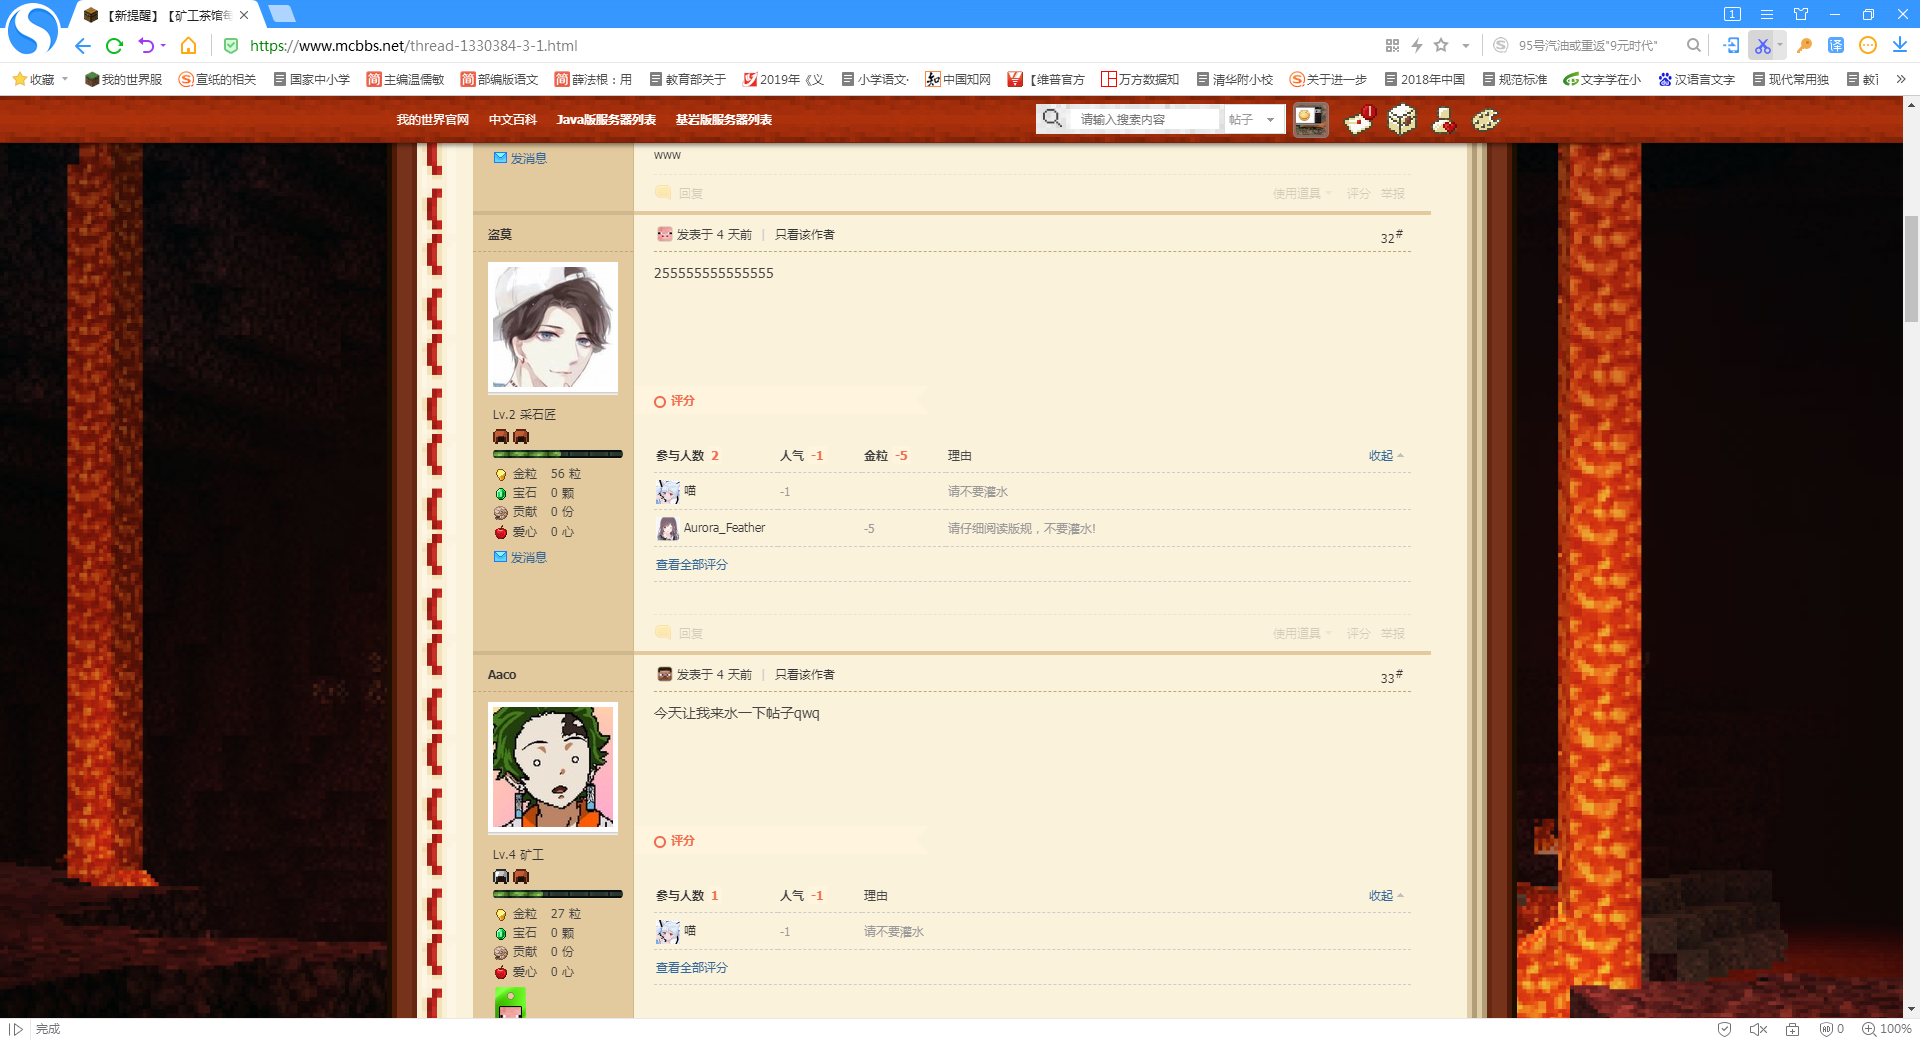 【新提醒】【矿工茶馆每
1
https://www.mcbbs.net/thread-1330384-3-1.html
95号汽油或重返"9元时代"
译
收藏
我的世界服
宣纸的相关
国家中小学
主编温儒敏
部编版语文
薛法根：用
教育部关于
2019年《义
小学语文·
中国知网
【维普官方
万方数据知
清华附小校
关于进一步
2018年中国
规范标准
文字学在小
汉语言文字
现代常用独
我的世界官网
中文百科
Java版服务器列表
基岩版服务器列表
请输入搜索内容
帖子
发消息
www
回复
使用道具
评分
举报
盗莫
发表于 4 天前
只看该作者
32#
255555555555555
评分
Lv.2 采石匠
参与人数 2
人气 -1
金粒 -5
理由
收起
金粒 56 粒
喵
-1
请不要灌水
宝石 0 颗
贡献 0 份
Aurora_Feather
-5
请仔细阅读版规，不要灌水!
爱心 0 心
发消息
查看全部评分
回复
使用道具
评分
举报
Aaco
发表于 4 天前
只看该作者
33#
今天让我来水一下帖子qwq
评分
Lv.4 矿工
参与人数 1
人气 -1
理由
收起
金粒 27 粒
喵
-1
请不要灌水
宝石 0 颗
贡献 0 份
查看全部评分
爱心 0 心
完成
0
100%